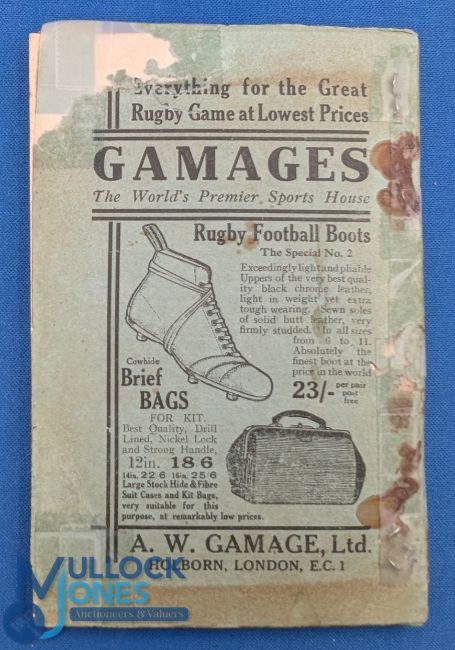 Everything for the Great
Rugby Game at Lowest Prices
GAMAGES
The World's Premier Sports House
Rugby Football Boots
The Special No. 2
Exceedingly light and pliable
Uppers of the very best qual-
ity black chrome leather,
light in weight yet extra
tough wearing. Sewn soles
of solid butt leather, very
firmly studded. In all sizes
from 6 to 11.
Absolutely the
finest boot at the
price in the world
23/- per pair
post
free
Cowhide
Brief
BAGS
FOR KIT.
Best Quality, Drill
Lined, Nickel Lock
and Strong Handle,
12in. 18/6
14in. 22/6 16in. 25/6
Large Stock Hide & Fibre
Suit Cases and Kit Bags,
very suitable for this
purpose, at remarkably low prices.
A. W. GAMAGE, Ltd.
HOLBORN, LONDON, E.C. 1
MULLOCK
JONES
Auctioneers & Valuers